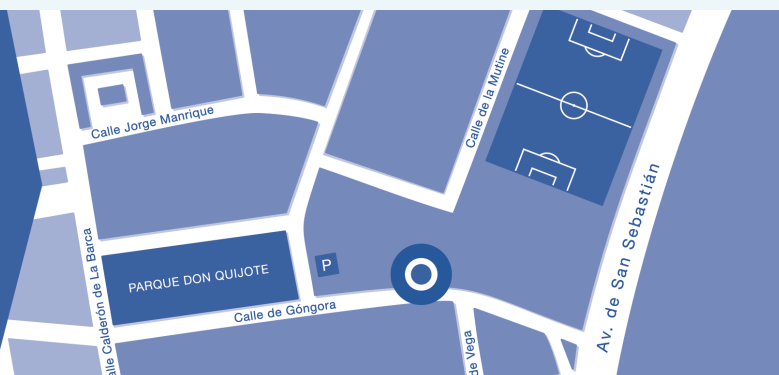 Calle de la Mutine
Calle Jorge Manrique
Av. de San Sebastián
P
PARQUE DON QUIJOTE
Calle de Góngora
alle Calderón de La Barca
de Vega